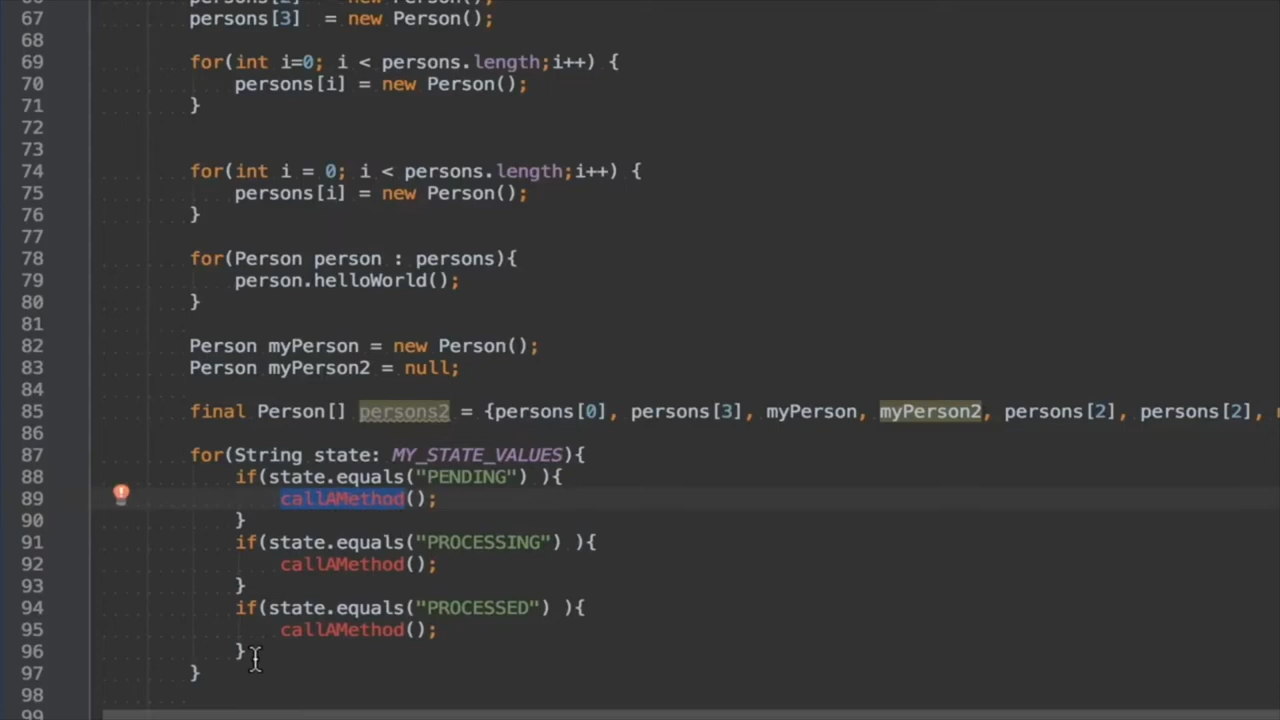 67 persons[3]  = new Person();
68
69 for(int i=0; i < persons.length;i++) {
70 persons[i] = new Person();
71 }
72
73
74 for(int i = 0; i < persons.length;i++) {
75 persons[i] = new Person();
76 }
77
78 for(Person person : persons){
79 person.helloWorld();
80 }
81
82 Person myPerson = new Person();
83 Person myPerson2 = null;
84
85 final Person[] persons2 = {persons[0], persons[3], myPerson, myPerson2, persons[2], persons[2],
86
87 for(String state: MY_STATE_VALUES){
88 if(state.equals("PENDING") ){
89 callAMethod();
90 }
91 if(state.equals("PROCESSING") ){
92 callAMethod();
93 }
94 if(state.equals("PROCESSED") ){
95 callAMethod();
96 }
97 }
98
99